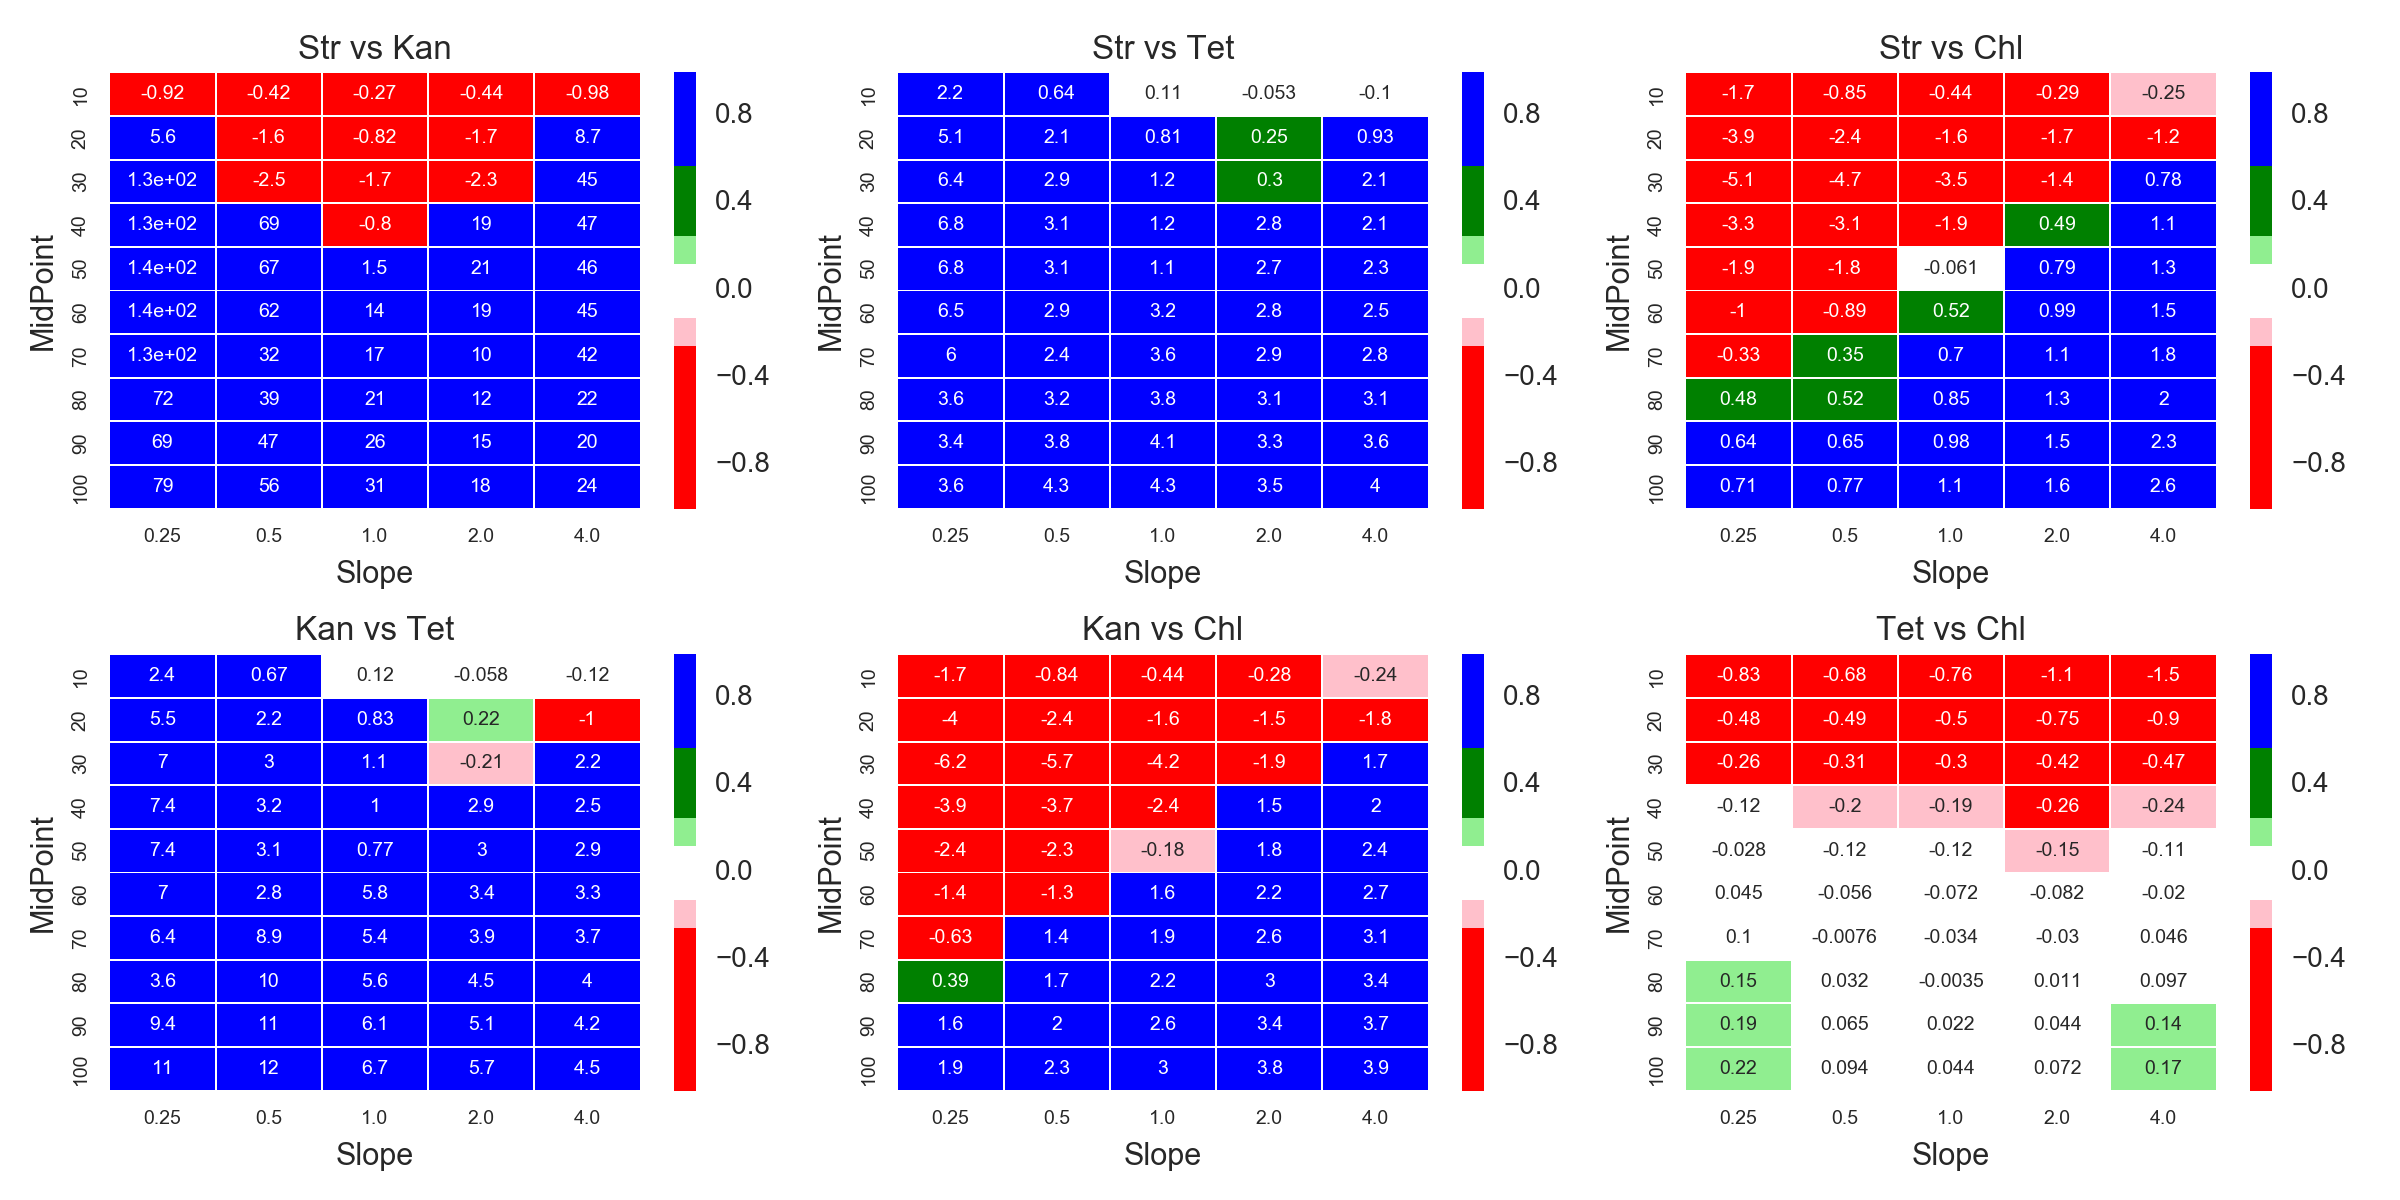 Str vs Kan
MidPoint
10 -0.92 -0.42 -0.27 -0.44 -0.98
20 5.6 -1.6 -0.82 -1.7 8.7
30 1.3e+02 -2.5 -1.7 -2.3 45
40 1.3e+02 69 -0.8 19 47
50 1.4e+02 67 1.5 21 46
60 1.4e+02 62 14 19 45
70 1.3e+02 32 17 10 42
80 72 39 21 12 22
90 69 47 26 15 20
100 79 56 31 18 24
0.25 0.5 1.0 2.0 4.0
Slope
0.8
0.4
0.0
−0.4
−0.8
Str vs Tet
MidPoint
10 2.2 0.64 0.11 -0.053 -0.1
20 5.1 2.1 0.81 0.25 0.93
30 6.4 2.9 1.2 0.3 2.1
40 6.8 3.1 1.2 2.8 2.1
50 6.8 3.1 1.1 2.7 2.3
60 6.5 2.9 3.2 2.8 2.5
70 6 2.4 3.6 2.9 2.8
80 3.6 3.2 3.8 3.1 3.1
90 3.4 3.8 4.1 3.3 3.6
100 3.6 4.3 4.3 3.5 4
0.25 0.5 1.0 2.0 4.0
Slope
0.8
0.4
0.0
−0.4
−0.8
Str vs Chl
MidPoint
10 -1.7 -0.85 -0.44 -0.29 -0.25
20 -3.9 -2.4 -1.6 -1.7 -1.2
30 -5.1 -4.7 -3.5 -1.4 0.78
40 -3.3 -3.1 -1.9 0.49 1.1
50 -1.9 -1.8 -0.061 0.79 1.3
60 -1 -0.89 0.52 0.99 1.5
70 -0.33 0.35 0.7 1.1 1.8
80 0.48 0.52 0.85 1.3 2
90 0.64 0.65 0.98 1.5 2.3
100 0.71 0.77 1.1 1.6 2.6
0.25 0.5 1.0 2.0 4.0
Slope
0.8
0.4
0.0
−0.4
−0.8
Kan vs Tet
MidPoint
10 2.4 0.67 0.12 -0.058 -0.12
20 5.5 2.2 0.83 0.22 -1
30 7 3 1.1 -0.21 2.2
40 7.4 3.2 1 2.9 2.5
50 7.4 3.1 0.77 3 2.9
60 7 2.8 5.8 3.4 3.3
70 6.4 8.9 5.4 3.9 3.7
80 3.6 10 5.6 4.5 4
90 9.4 11 6.1 5.1 4.2
100 11 12 6.7 5.7 4.5
0.25 0.5 1.0 2.0 4.0
Slope
0.8
0.4
0.0
−0.4
−0.8
Kan vs Chl
MidPoint
10 -1.7 -0.84 -0.44 -0.28 -0.24
20 -4 -2.4 -1.6 -1.5 -1.8
30 -6.2 -5.7 -4.2 -1.9 1.7
40 -3.9 -3.7 -2.4 1.5 2
50 -2.4 -2.3 -0.18 1.8 2.4
60 -1.4 -1.3 1.6 2.2 2.7
70 -0.63 1.4 1.9 2.6 3.1
80 0.39 1.7 2.2 3 3.4
90 1.6 2 2.6 3.4 3.7
100 1.9 2.3 3 3.8 3.9
0.25 0.5 1.0 2.0 4.0
Slope
0.8
0.4
0.0
−0.4
−0.8
Tet vs Chl
MidPoint
10 -0.83 -0.68 -0.76 -1.1 -1.5
20 -0.48 -0.49 -0.5 -0.75 -0.9
30 -0.26 -0.31 -0.3 -0.42 -0.47
40 -0.12 -0.2 -0.19 -0.26 -0.24
50 -0.028 -0.12 -0.12 -0.15 -0.11
60 0.045 -0.056 -0.072 -0.082 -0.02
70 0.1 -0.0076 -0.034 -0.03 0.046
80 0.15 0.032 -0.0035 0.011 0.097
90 0.19 0.065 0.022 0.044 0.14
100 0.22 0.094 0.044 0.072 0.17
0.25 0.5 1.0 2.0 4.0
Slope
0.8
0.4
0.0
−0.4
−0.8